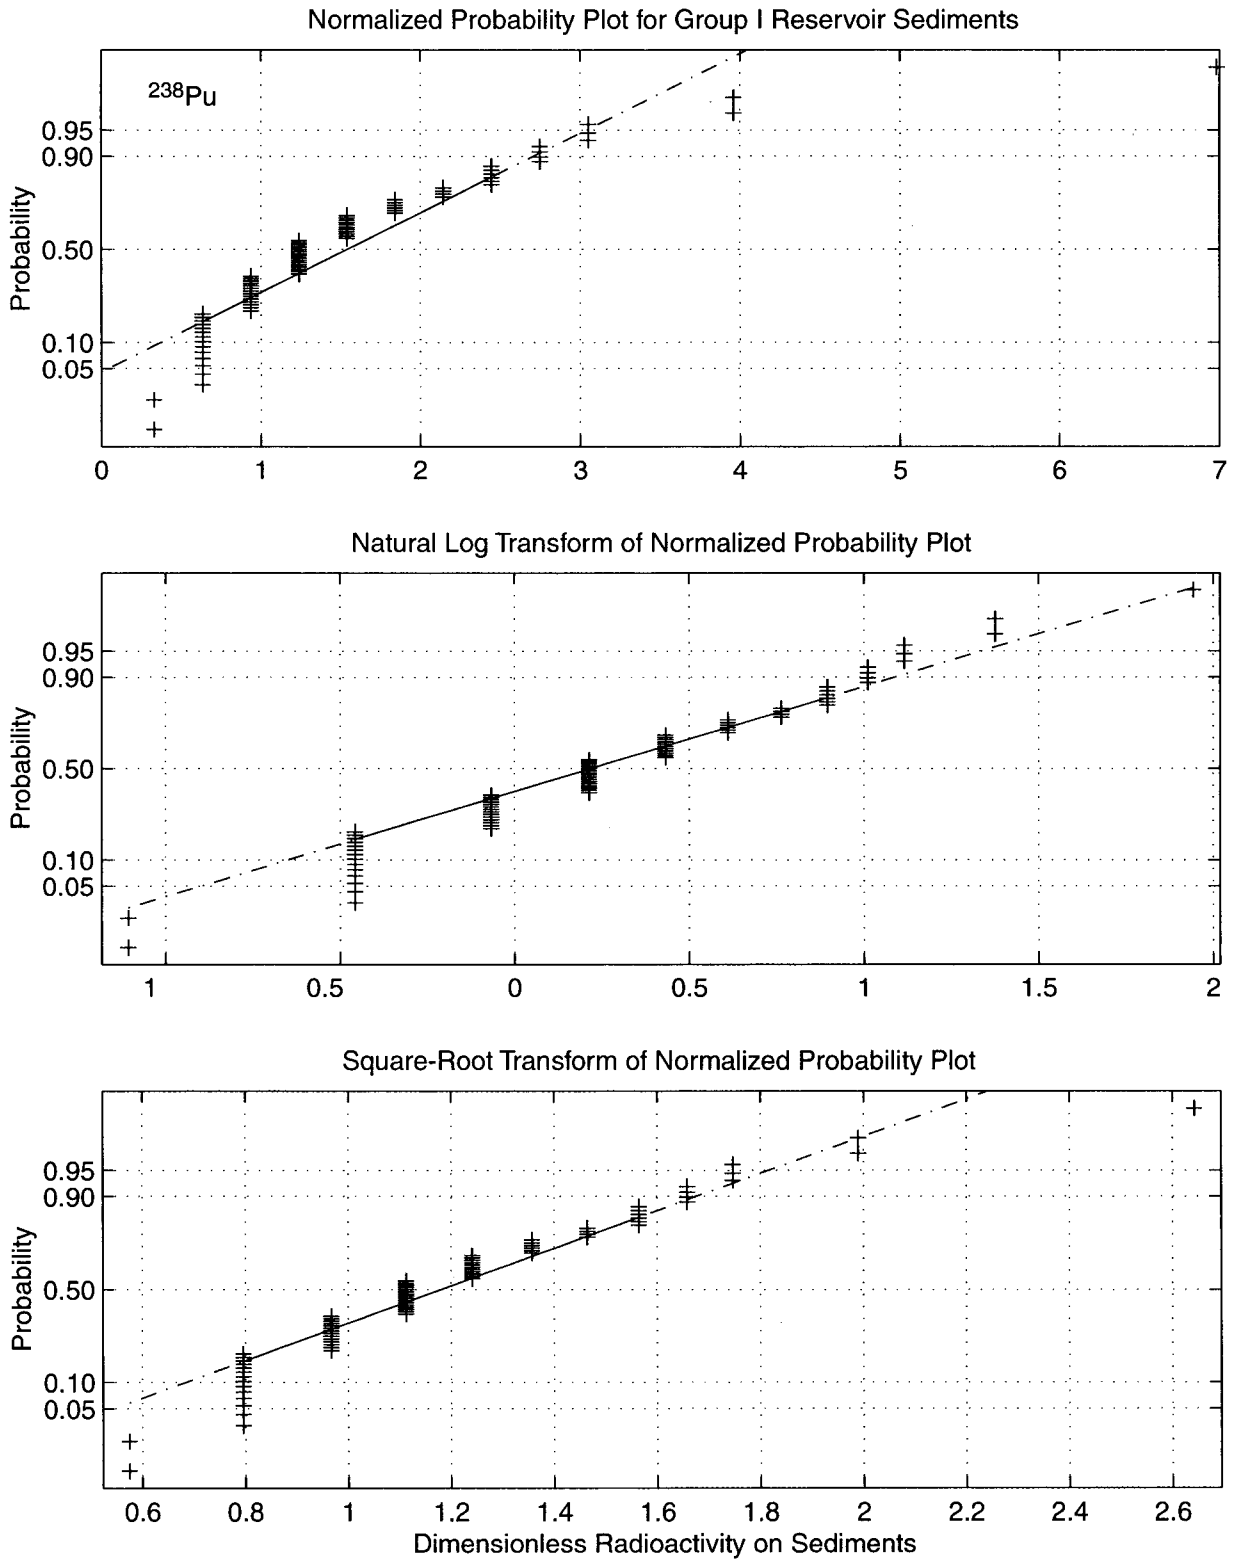 Normalized Probability Plot for Group I Reservoir Sediments
²³⁸Pu
0.95
0.90
0.50
0.10
0.05
Probability
0 1 2 3 4 5 6 7
Natural Log Transform of Normalized Probability Plot
0.95
0.90
0.50
0.10
0.05
Probability
1 0.5 0 0.5 1 1.5 2
Square-Root Transform of Normalized Probability Plot
0.95
0.90
0.50
0.10
0.05
Probability
0.6 0.8 1 1.2 1.4 1.6 1.8 2 2.2 2.4 2.6
Dimensionless Radioactivity on Sediments